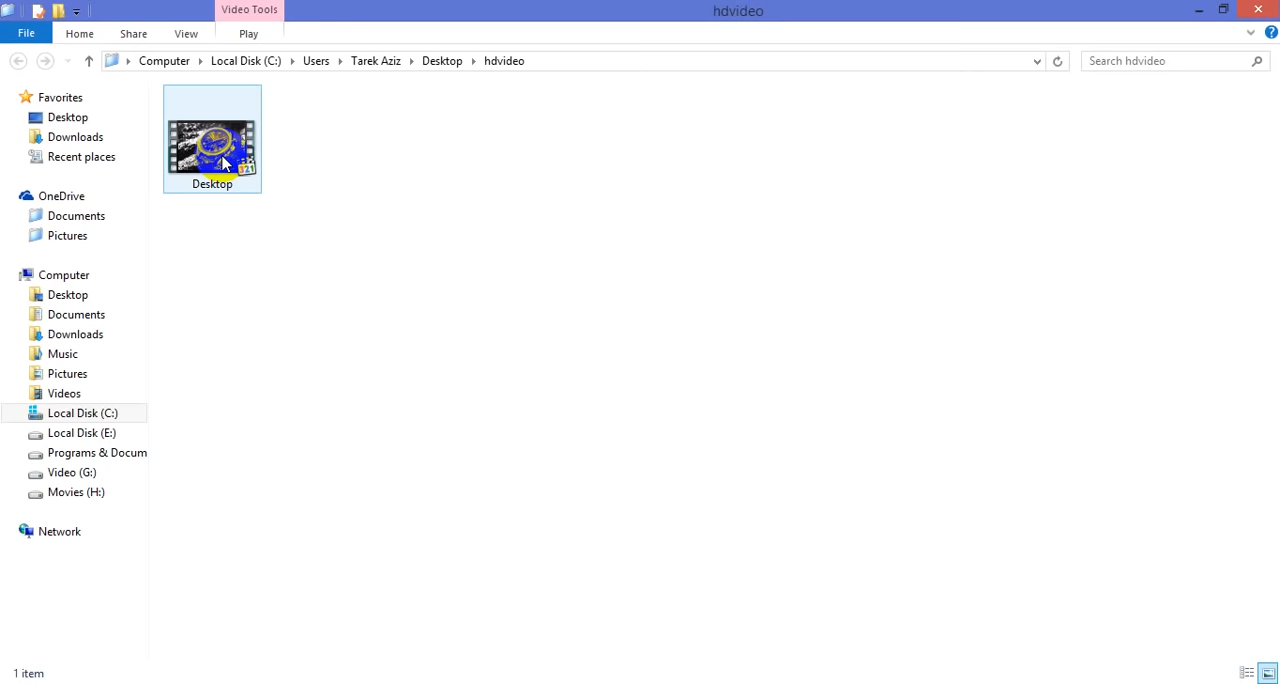 Video Tools
hdvideo
File
Home
Share
View
Play
Computer
Local Disk (C:)
Users
Tarek Aziz
Desktop
hdvideo
Search hdvideo
Favorites
Desktop
Downloads
Recent places
OneDrive
Documents
Pictures
Computer
Desktop
Documents
Downloads
Music
Pictures
Videos
Local Disk (C:)
Local Disk (E:)
Programs & Docum
Video (G:)
Movies (H:)
Network
321
Desktop
1 item